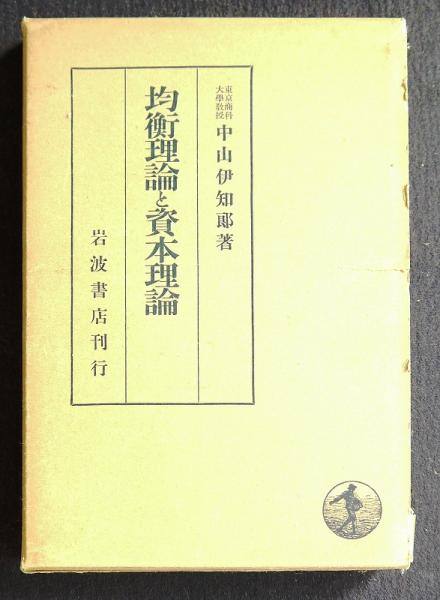 東京商科
大學教授
中山伊知郎著
均衡理論と資本理論
岩波書店刊行